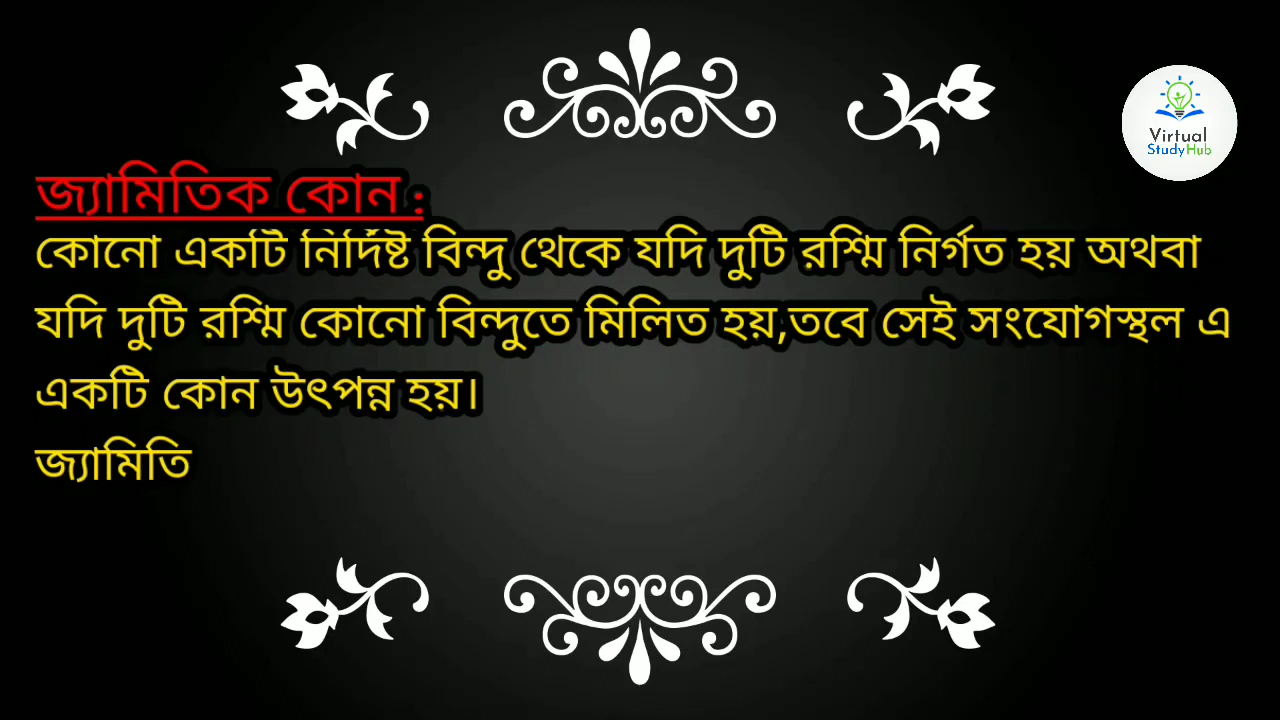 Virtual
StudyHub
জ্যামিতিক কোন :
কোনো একটি নির্দিষ্ট বিন্দু থেকে যদি দুটি রশ্মি নির্গত হয় অথবা
যদি দুটি রশ্মি কোনো বিন্দুতে মিলিত হয়,তবে সেই সংযোগস্থল এ
একটি কোন উৎপন্ন হয়।
জ্যামিতি